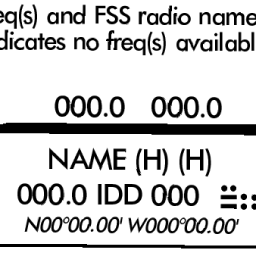 eq(s) and FSS radio name
dicates no freq(s) availabl
000.0 000.0
NAME (H) (H)
000.0 IDD 000
N00°00.00' W000°00.00'